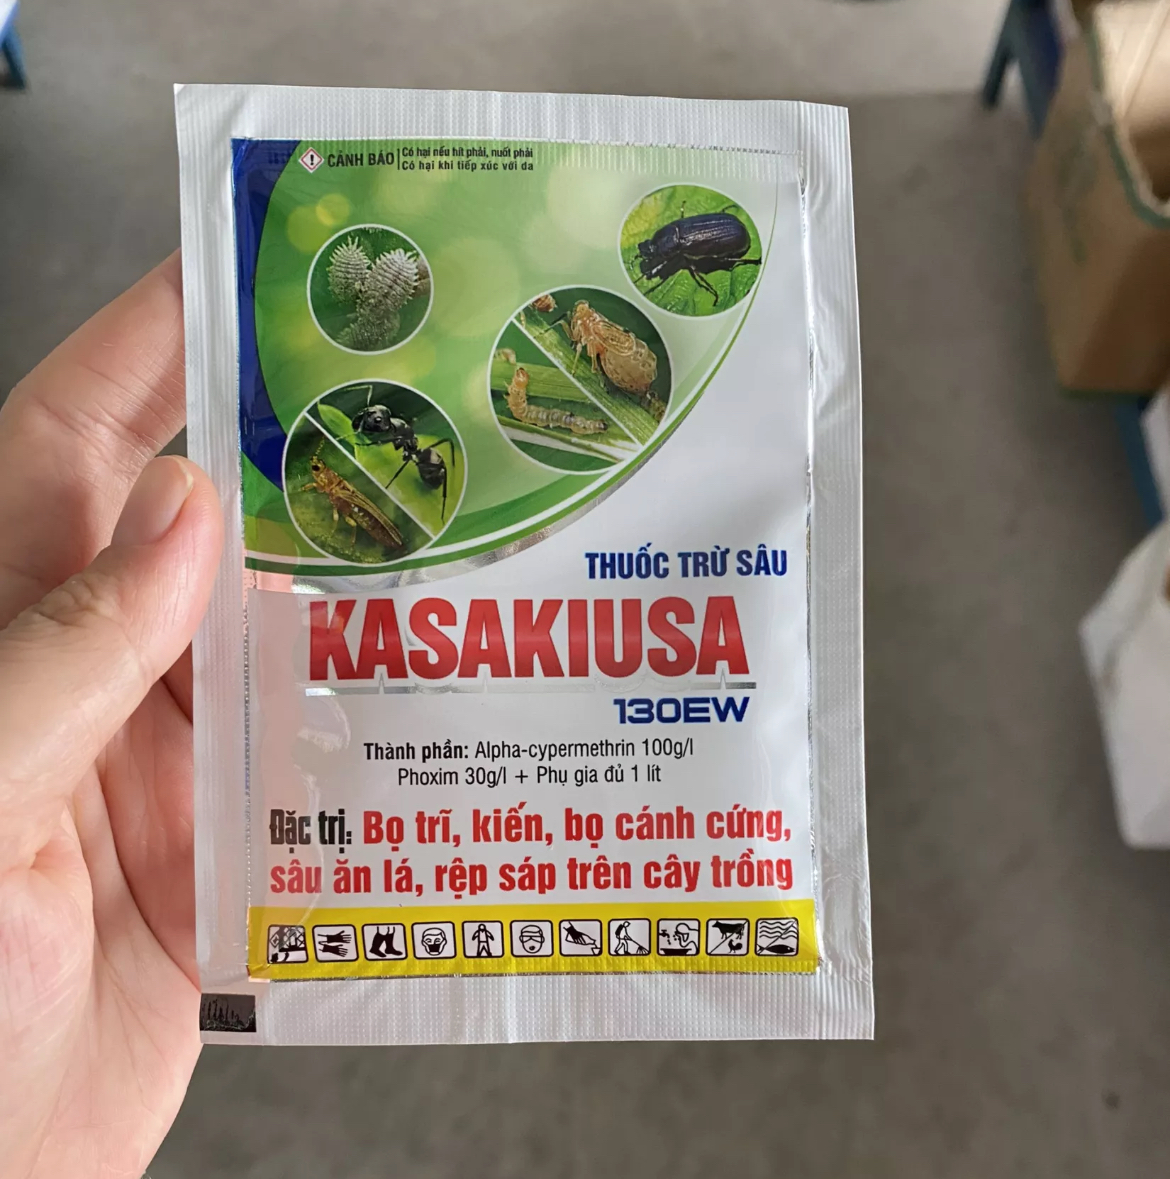 CẢNH BÁO
Có hại nếu hít phải, nuốt phải
Có hại khi tiếp xúc với da
THUỐC TRỪ SÂU
KASAKIUSA
130EW
Thành phần: Alpha-cypermethrin 100g/l
Phoxim 30g/l + Phụ gia đủ 1 lít
Đặc trị: Bọ trĩ, kiến, bọ cánh cứng,
sâu ăn lá, rệp sáp trên cây trồng